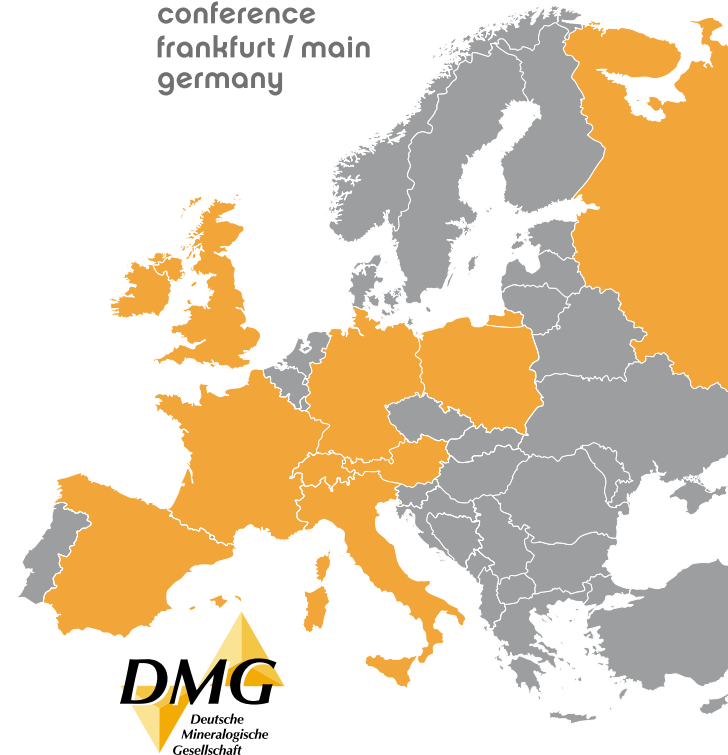 conference
frankfurt / main
germany
DMG
Deutsche
Mineralogische
Gesellschaft